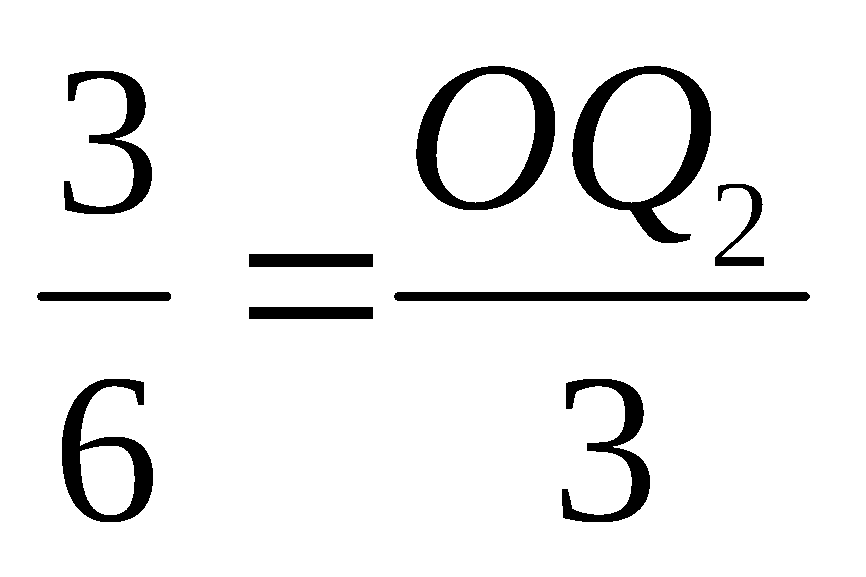 3/6 = OQ₂/3